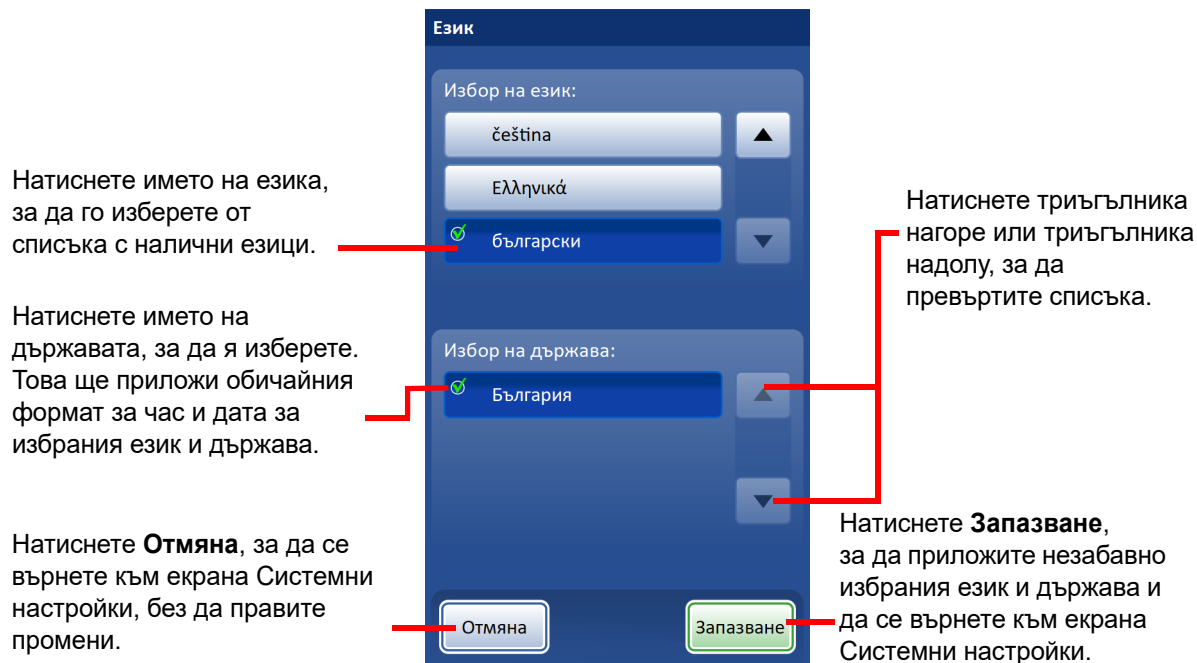 Език
Избор на език:
čeština
Ελληνικά
български
Избор на държава:
България
Отмяна
Запазване
Натиснете името на езика,
за да го изберете от
списъка с налични езици.
Натиснете името на
държавата, за да я изберете.
Това ще приложи обичайния
формат за час и дата за
избрания език и държава.
Натиснете Отмяна, за да се
върнете към екрана Системни
настройки, без да правите
промени.
Натиснете триъгълника
нагоре или триъгълника
надолу, за да
превъртите списъка.
Натиснете Запазване,
за да приложите незабавно
избрания език и държава и
да се върнете към екрана
Системни настройки.